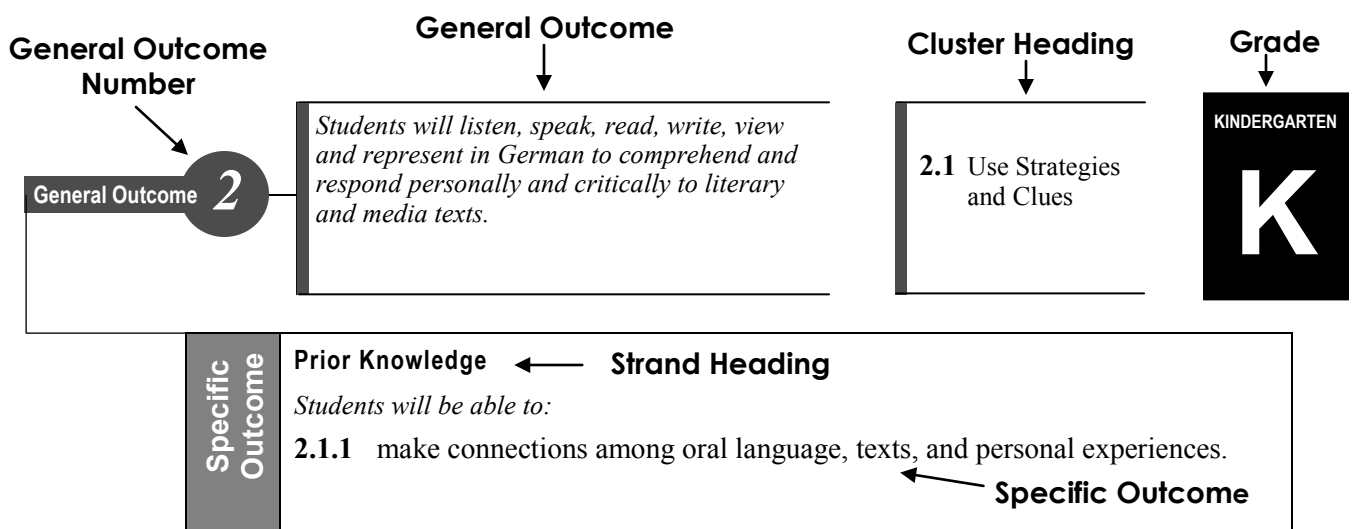 General Outcome
Number
General Outcome
Cluster Heading
Grade
General Outcome 2
Students will listen, speak, read, write, view
and represent in German to comprehend and
respond personally and critically to literary
and media texts.
2.1 Use Strategies
and Clues
KINDERGARTEN
K
Specific
Outcome
Prior Knowledge
Strand Heading
Students will be able to:
2.1.1 make connections among oral language, texts, and personal experiences.
Specific Outcome